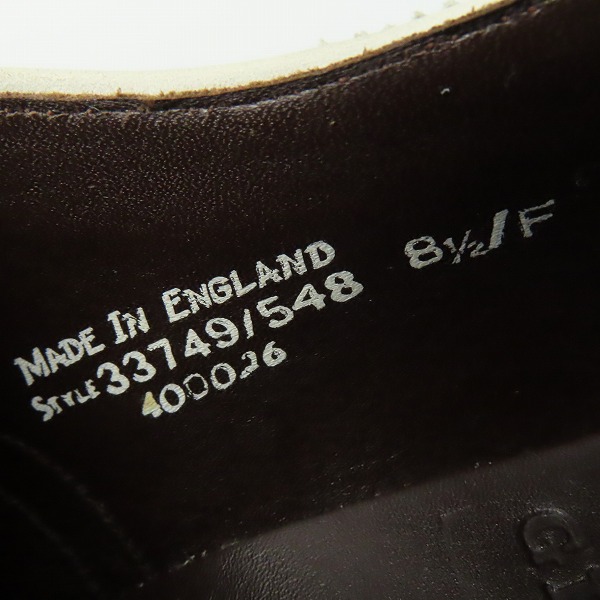 MADE IN ENGLAND 8½/F
STYLE 33749/548
400026